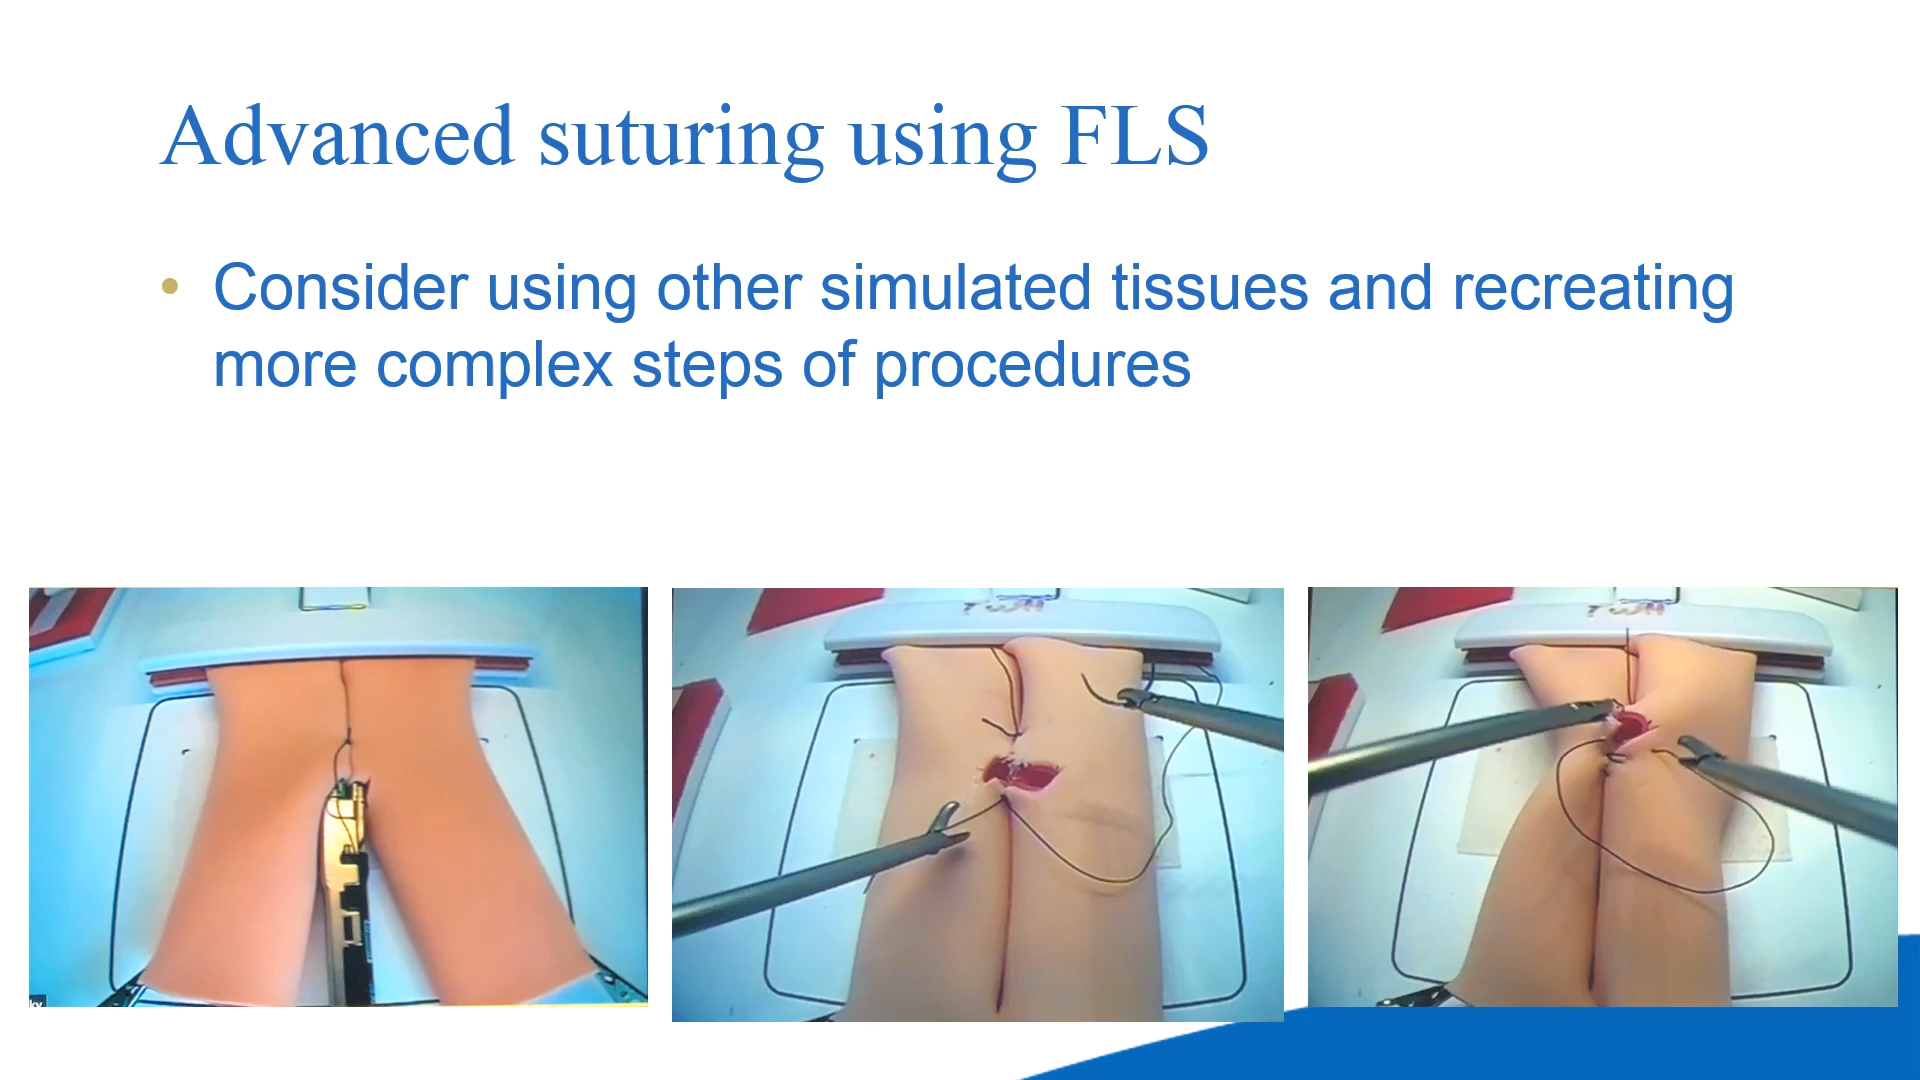 Advanced suturing using FLS
• Consider using other simulated tissues and recreating
more complex steps of procedures